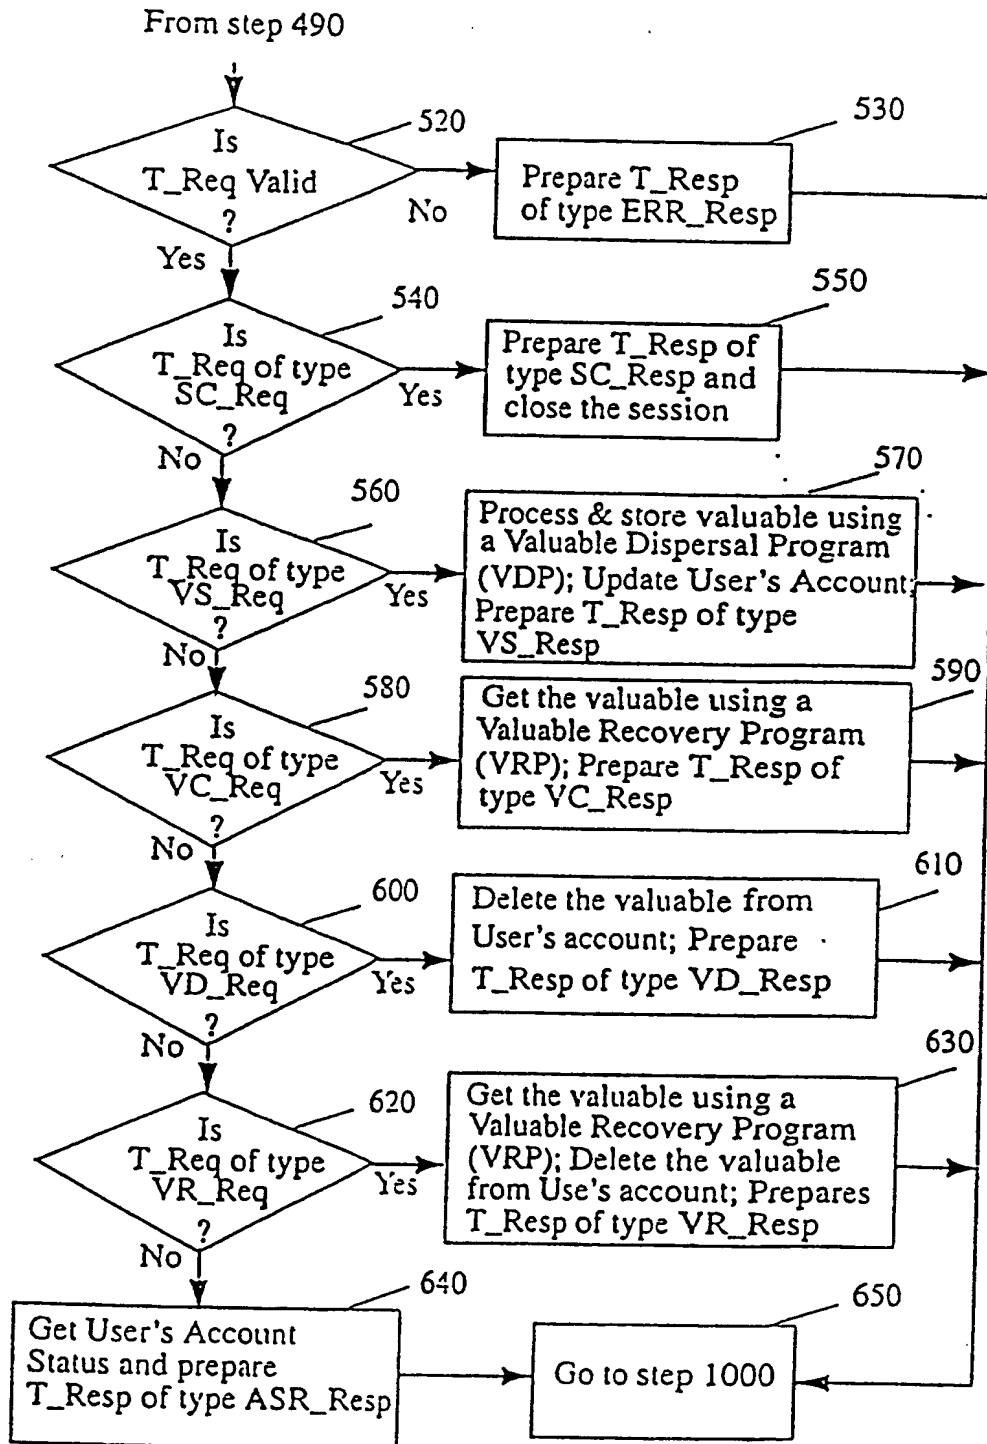 From step 490
520
Is
T_Req Valid
?
No
Yes
530
Prepare T_Resp
of type ERR_Resp
540
Is
T_Req of type
SC_Req
?
Yes
No
550
Prepare T_Resp of
type SC_Resp and
close the session
560
Is
T_Req of type
VS_Req
?
Yes
No
570
Process & store valuable using
a Valuable Dispersal Program
(VDP); Update User's Account;
Prepare T_Resp of type
VS_Resp
580
Is
T_Req of type
VC_Req
?
Yes
No
590
Get the valuable using a
Valuable Recovery Program
(VRP); Prepare T_Resp of
type VC_Resp
600
Is
T_Req of type
VD_Req
?
Yes
No
610
Delete the valuable from
User's account; Prepare
T_Resp of type VD_Resp
620
Is
T_Req of type
VR_Req
?
Yes
No
630
Get the valuable using a
Valuable Recovery Program
(VRP); Delete the valuable
from Use's account; Prepares
T_Resp of type VR_Resp
640
Get User's Account
Status and prepare
T_Resp of type ASR_Resp
650
Go to step 1000